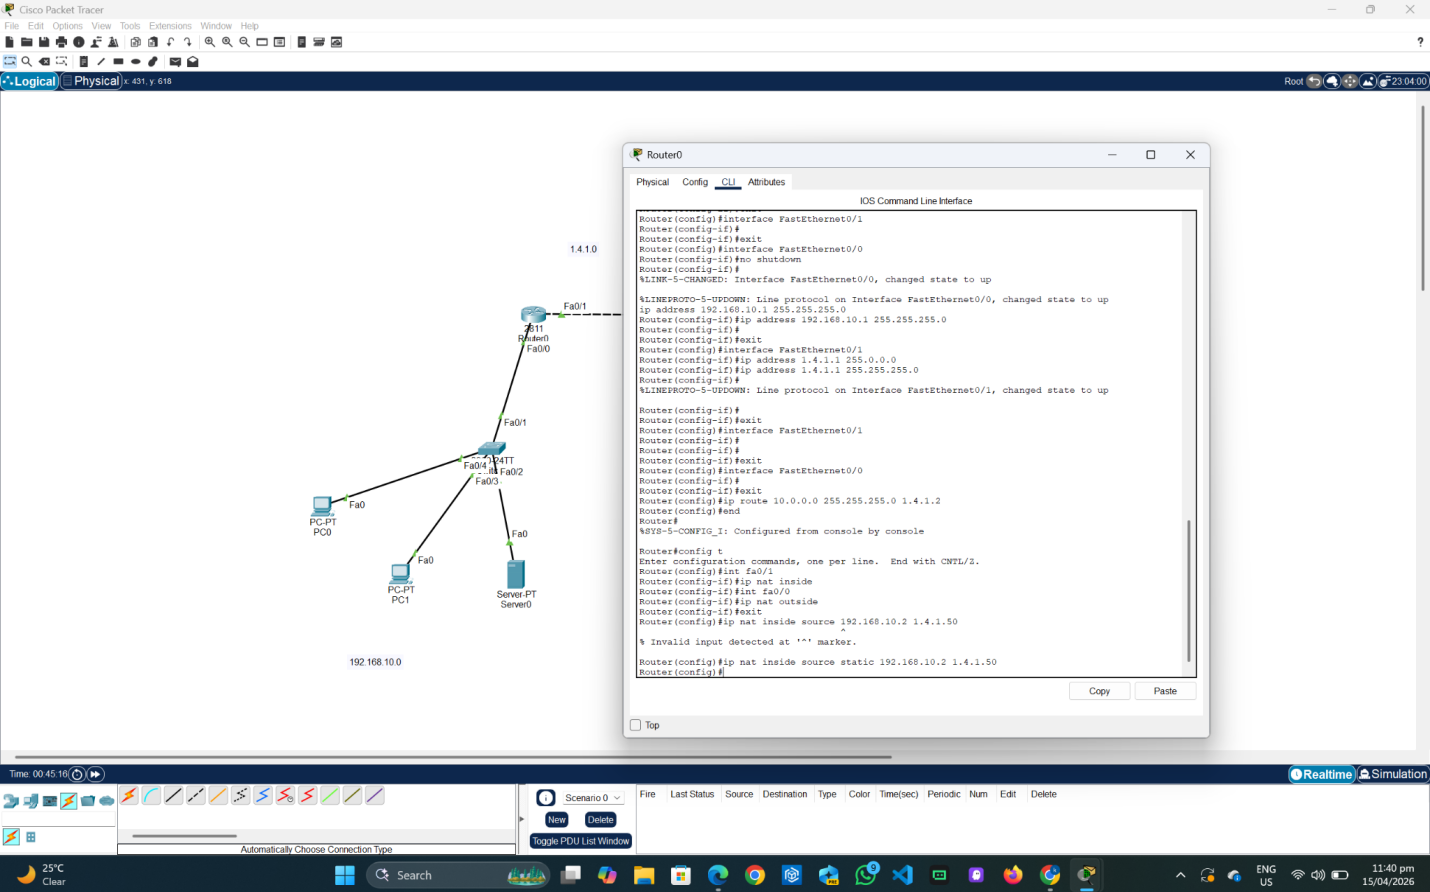 Cisco Packet Tracer
File Edit Options View Tools Extensions Window Help
?
Logical Physical x: 431, y: 618
Root 23:04:00
1.4.1.0
Fa0/1
2811
Router0
Fa0/0
Fa0/1
24TT
Fa0/4
Fa0/2
Fa0/3
Fa0
PC-PT
PC0
Fa0
PC-PT
PC1
Fa0
Server-PT
Server0
192.168.10.0
Router0
Physical Config CLI Attributes
IOS Command Line Interface
Router(config)#interface FastEthernet0/1
Router(config-if)#
Router(config-if)#exit
Router(config)#interface FastEthernet0/0
Router(config-if)#no shutdown
Router(config-if)#
%LINK-5-CHANGED: Interface FastEthernet0/0, changed state to up
%LINEPROTO-5-UPDOWN: Line protocol on Interface FastEthernet0/0, changed state to up
ip address 192.168.10.1 255.255.255.0
Router(config-if)#ip address 192.168.10.1 255.255.255.0
Router(config-if)#
Router(config-if)#exit
Router(config)#interface FastEthernet0/1
Router(config-if)#ip address 1.4.1.1 255.0.0.0
Router(config-if)#ip address 1.4.1.1 255.255.255.0
Router(config-if)#
%LINEPROTO-5-UPDOWN: Line protocol on Interface FastEthernet0/1, changed state to up
Router(config-if)#
Router(config-if)#exit
Router(config)#interface FastEthernet0/1
Router(config-if)#
Router(config-if)#
Router(config-if)#exit
Router(config)#interface FastEthernet0/0
Router(config-if)#
Router(config-if)#exit
Router(config)#ip route 10.0.0.0 255.255.255.0 1.4.1.2
Router(config)#end
Router#
%SYS-5-CONFIG_I: Configured from console by console
Router#config t
Enter configuration commands, one per line. End with CNTL/Z.
Router(config)#int fa0/1
Router(config-if)#ip nat inside
Router(config-if)#int fa0/0
Router(config-if)#ip nat outside
Router(config-if)#exit
Router(config)#ip nat inside source 192.168.10.2 1.4.1.50
^
% Invalid input detected at '^' marker.
Router(config)#ip nat inside source static 192.168.10.2 1.4.1.50
Router(config)#
Copy Paste
Top
Time: 00:45:16
Realtime Simulation
Scenario 0
New Delete
Toggle PDU List Window
Fire Last Status Source Destination Type Color Time(sec) Periodic Num Edit Delete
Automatically Choose Connection Type
25°C
Clear
Search
PRE
9
ENG
US
11:40 pm
15/04/2026